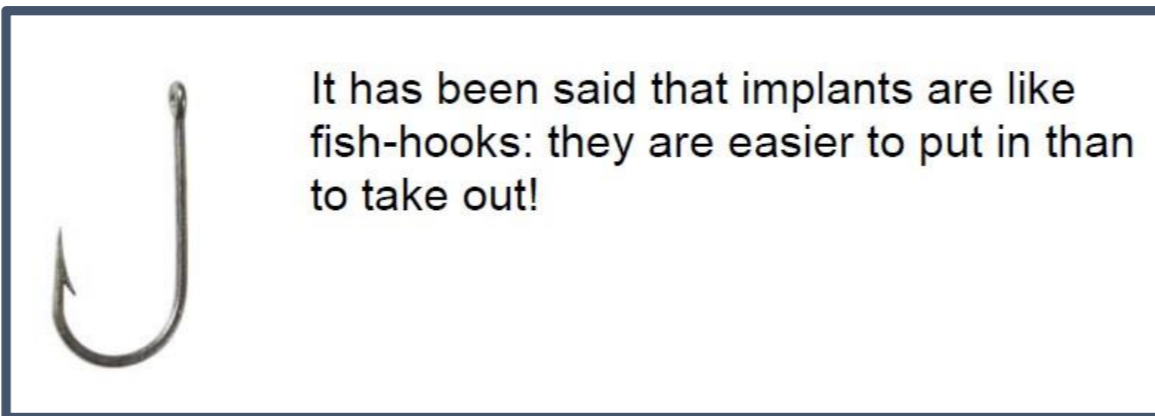 It has been said that implants are like
fish-hooks: they are easier to put in than
to take out!